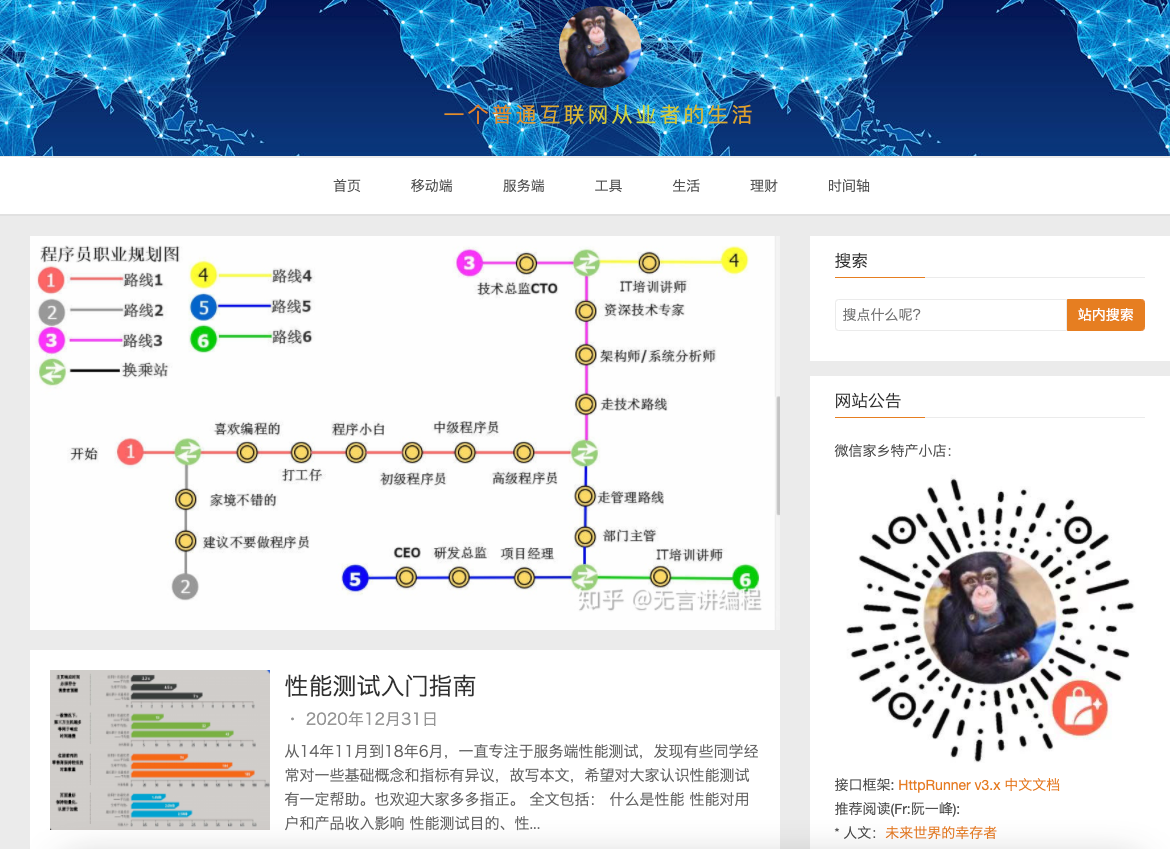 一个普通互联网从业者的生活
首页 移动端 服务端 工具 生活 理财 时间轴
程序员职业规划图
1 路线1
2 路线2
3 路线3
换乘站
4 路线4
5 路线5
6 路线6
3 4
技术总监CTO IT培训讲师
资深技术专家
架构师/系统分析师
走技术路线
喜欢编程的 程序小白 中级程序员
开始 1
打工仔 初级程序员 高级程序员
家境不错的
建议不要做程序员
2
走管理路线
部门主管
CEO 研发总监 项目经理 IT培训讲师
5 6
知乎 @无言讲编程
性能测试入门指南
· 2020年12月31日
从14年11月到18年6月，一直专注于服务端性能测试，发现有些同学经
常对一些基础概念和指标有异议，故写本文，希望对大家认识性能测试
有一定帮助。也欢迎大家多多指正。 全文包括： 什么是性能 性能对用
户和产品收入影响 性能测试目的、性...
搜索
搜点什么呢? 站内搜索
网站公告
微信家乡特产小店：
接口框架: HttpRunner v3.x 中文文档
推荐阅读(Fr:阮一峰):
* 人文：未来世界的幸存者